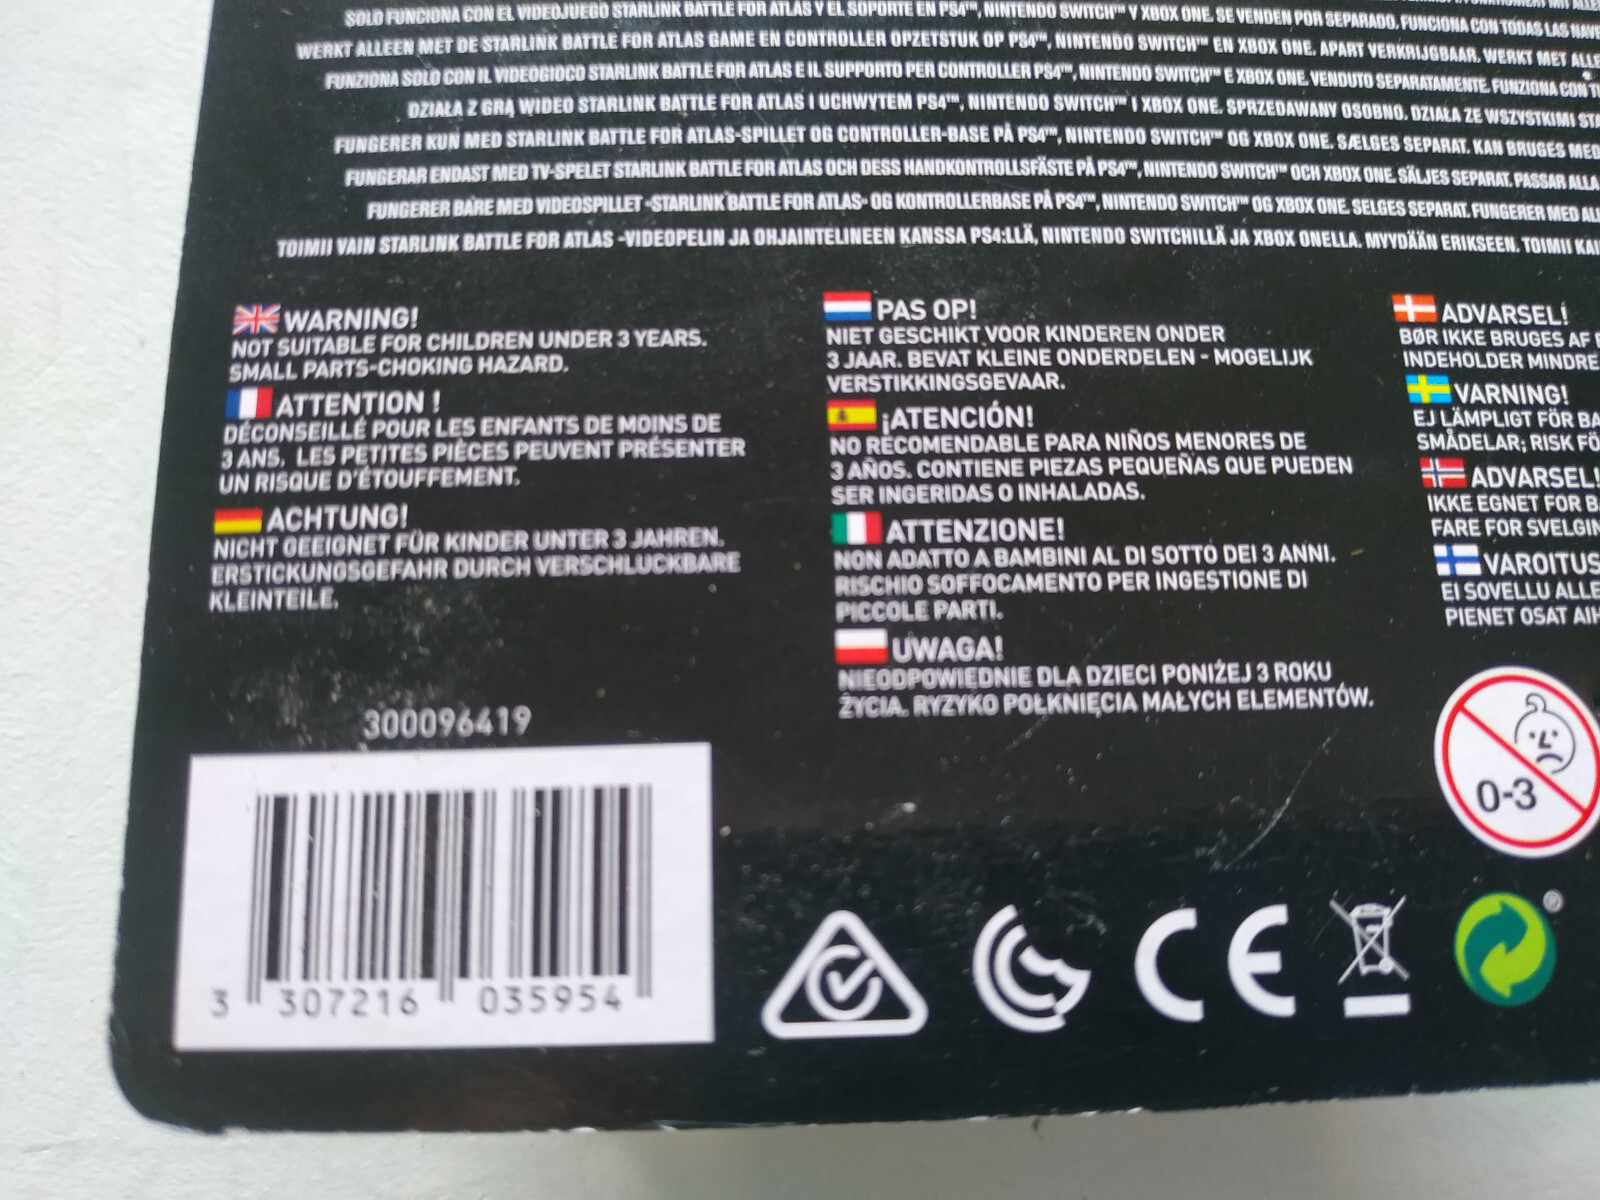 SOLO FUNCIONA CON EL VIDEOJUEGO STARLINK BATTLE FOR ATLAS Y EL SOPORTE EN PS4™, NINTENDO SWITCH™ Y XBOX ONE. SE VENDEN POR SEPARADO. FUNCIONA CON TODAS LAS NAVE
WERKT ALLEEN MET DE STARLINK BATTLE FOR ATLAS GAME EN CONTROLLER OPZETSTUK OP PS4™, NINTENDO SWITCH™ EN XBOX ONE. APART VERKRIJGBAAR. WERKT MET ALLE
FUNZIONA SOLO CON IL VIDEOGIOCO STARLINK BATTLE FOR ATLAS E IL SUPPORTO PER CONTROLLER PS4™, NINTENDO SWITCH™ E XBOX ONE. VENDUTO SEPARATAMENTE. FUNZIONA CON
DZIAŁA Z GRĄ WIDEO STARLINK BATTLE FOR ATLAS I UCHWYTEM PS4™, NINTENDO SWITCH™ I XBOX ONE. SPRZEDAWANY OSOBNO. DZIAŁA ZE WSZYSTKIMI
FUNGERER KUN MED STARLINK BATTLE FOR ATLAS-SPILLET OG CONTROLLER-BASE PÅ PS4™, NINTENDO SWITCH™ OG XBOX ONE. SÆLGES SEPARAT. KAN BRUGES MED
FUNGERAR ENDAST MED TV-SPELET STARLINK BATTLE FOR ATLAS OCH DESS HANDKONTROLLSFÄSTE PÅ PS4™, NINTENDO SWITCH™ OCH XBOX ONE. SÄLJES SEPARAT. PASSAR ALLA
FUNGERER BARE MED VIDEOSPILLET «STARLINK BATTLE FOR ATLAS» OG KONTROLLERBASE PÅ PS4™, NINTENDO SWITCH™ OG XBOX ONE. SELGES SEPARAT. FUNGERER MED
TOIMII VAIN STARLINK BATTLE FOR ATLAS -VIDEOPELIN JA OHJAINTELINEEN KANSSA PS4:LLÄ, NINTENDO SWITCHILLÄ JA XBOX ONELLA. MYYDÄÄN ERIKSEEN. TOIMII
WARNING!
NOT SUITABLE FOR CHILDREN UNDER 3 YEARS.
SMALL PARTS-CHOKING HAZARD.
ATTENTION !
DÉCONSEILLÉ POUR LES ENFANTS DE MOINS DE
3 ANS. LES PETITES PIÈCES PEUVENT PRÉSENTER
UN RISQUE D'ÉTOUFFEMENT.
ACHTUNG!
NICHT GEEIGNET FÜR KINDER UNTER 3 JAHREN.
ERSTICKUNGSGEFAHR DURCH VERSCHLUCKBARE
KLEINTEILE.
PAS OP!
NIET GESCHIKT VOOR KINDEREN ONDER
3 JAAR. BEVAT KLEINE ONDERDELEN - MOGELIJK
VERSTIKKINGSGEVAAR.
¡ATENCIÓN!
NO RECOMENDABLE PARA NIÑOS MENORES DE
3 AÑOS. CONTIENE PIEZAS PEQUEÑAS QUE PUEDEN
SER INGERIDAS O INHALADAS.
ATTENZIONE!
NON ADATTO A BAMBINI AL DI SOTTO DEI 3 ANNI.
RISCHIO SOFFOCAMENTO PER INGESTIONE DI
PICCOLE PARTI.
UWAGA!
NIEODPOWIEDNIE DLA DZIECI PONIŻEJ 3 ROKU
ŻYCIA. RYZYKO POŁKNIĘCIA MAŁYCH ELEMENTÓW.
ADVARSEL!
BØR IKKE BRUGES AF
INDEHOLDER MINDRE
VARNING!
EJ LÄMPLIGT FÖR BA
SMÅDELAR; RISK FÖ
ADVARSEL!
IKKE EGNET FOR B
FARE FOR SVELGIN
VAROITUS
EI SOVELLU ALLE
PIENET OSAT AIH
0-3
300096419
3 307216 035954
CE
®